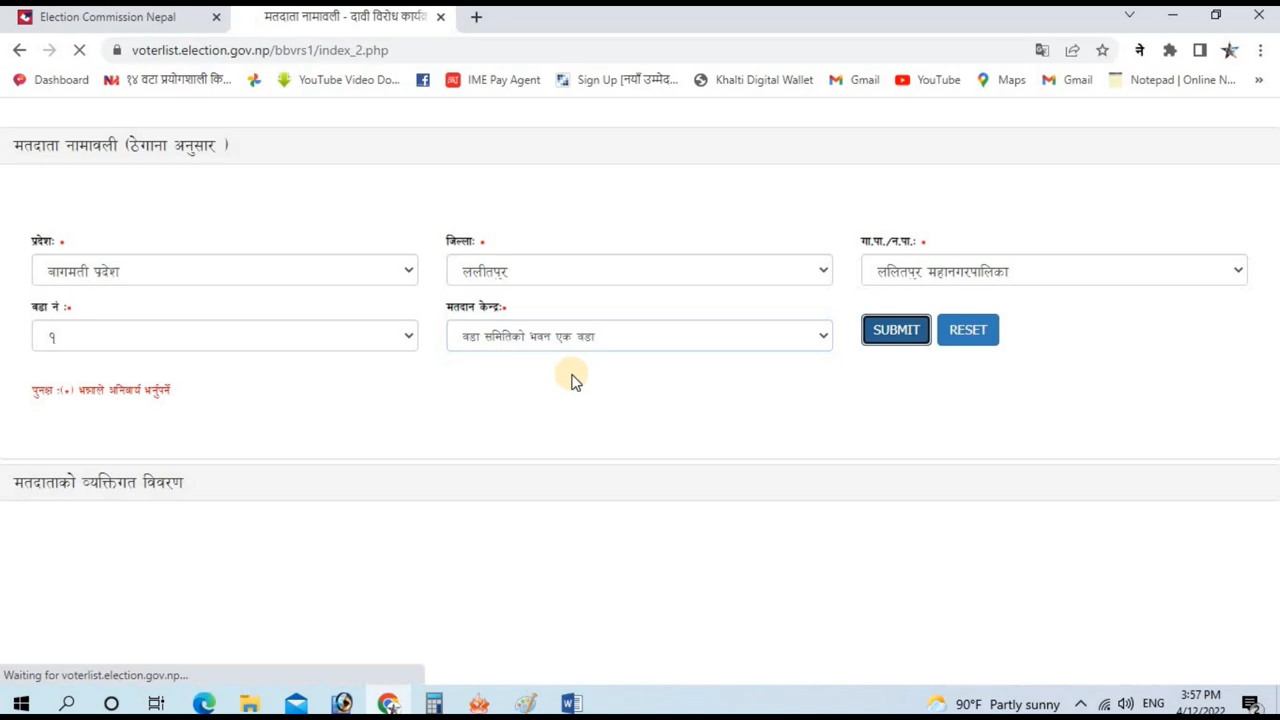 Election Commission Nepal
मतदाता नामावली - दावी विरोध कार्यक्र
voterlist.election.gov.np/bbvrs1/index_2.php
Dashboard
१४ वटा प्रयोगशाली कि...
YouTube Video Do...
IME Pay Agent
Sign Up [नयाँ उम्मेद...
Khalti Digital Wallet
Gmail
YouTube
Maps
Gmail
Notepad | Online N...
मतदाता नामावली (ठेगाना अनुसार )
प्रदेशः *
जिल्लाः *
गा.पा./न.पा.: *
बागमती प्रदेश
ललीतपुर
ललितपुर महानगरपालिका
वडा नं :*
मतदान केन्द्रः*
१
वडा समितिको भवन एक वडा
SUBMIT
RESET
पुनश्च :(*) भन्नाले अनिवार्य भर्नुपर्ने
मतदाताको व्यक्तिगत विवरण
Waiting for voterlist.election.gov.np...
90°F Partly sunny
ENG
3:57 PM
4/12/2022